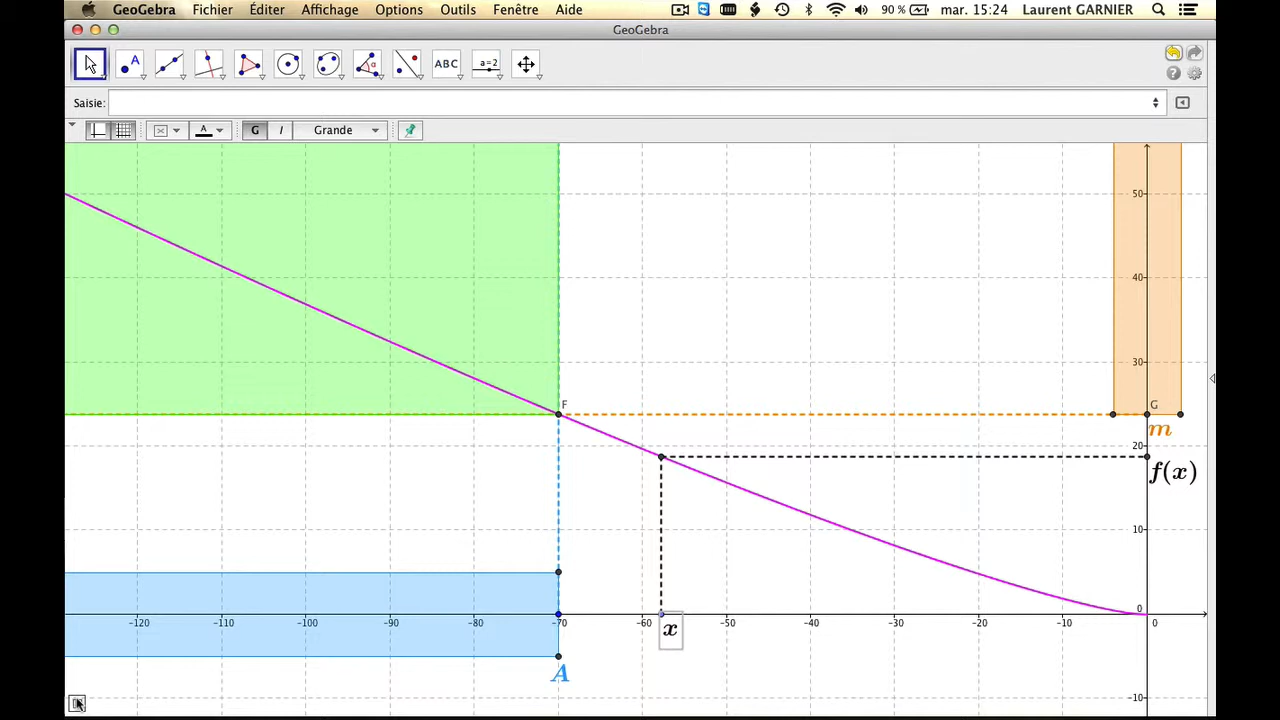 GeoGebra Fichier Éditer Affichage Options Outils Fenêtre Aide 90 % mar. 15:24 Laurent GARNIER
GeoGebra
A ABC a=2
α
Saisie:
A G I Grande
50
40
30
F G
m
20
f(x)
10
0
-120 -110 -100 -90 -80 -70 -60 -50 -40 -30 -20 -10 0
x
A
-10